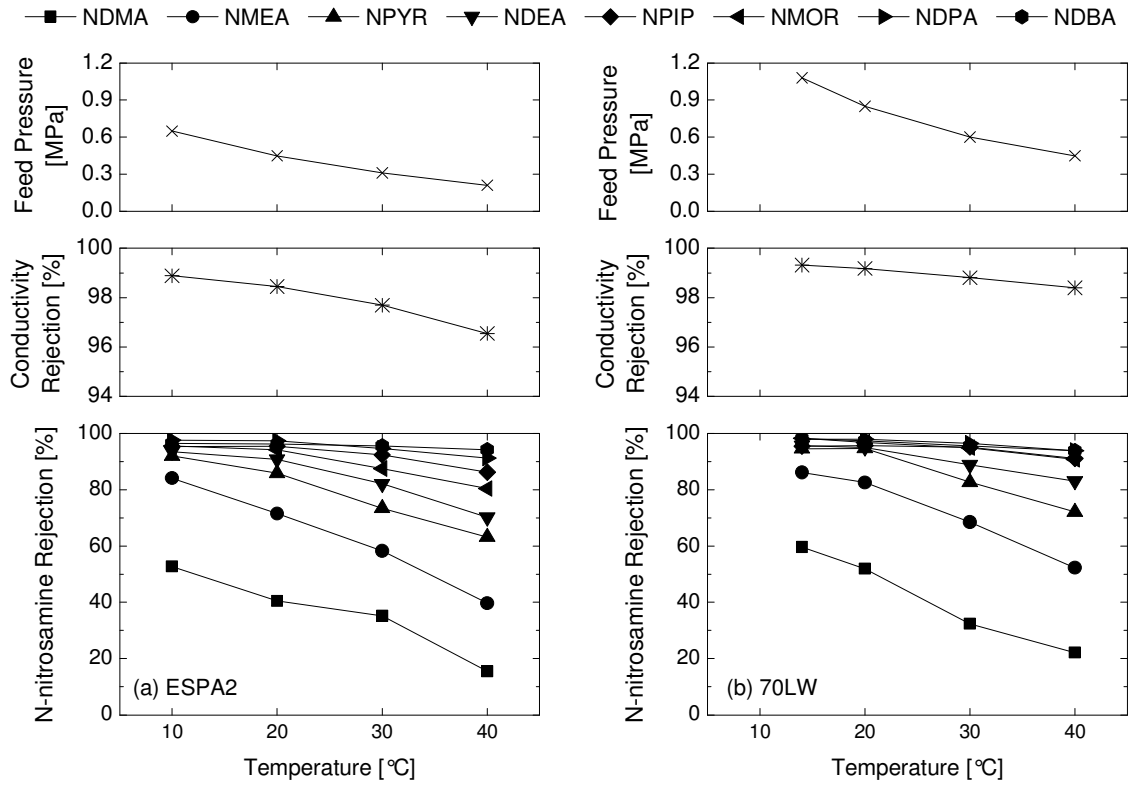 NDMA NMEA NPYR NDEA NPIP NMOR NDPA NDBA
Feed Pressure
[MPa]
1.2
0.9
0.6
0.3
0.0
Conductivity
Rejection [%]
100
98
96
94
N-nitrosamine Rejection [%]
100
80
60
40
20
0
(a) ESPA2
10 20 30 40
Temperature [°C]
Feed Pressure
[MPa]
1.2
0.9
0.6
0.3
0.0
Conductivity
Rejection [%]
100
98
96
94
N-nitrosamine Rejection [%]
100
80
60
40
20
0
(b) 70LW
10 20 30 40
Temperature [°C]